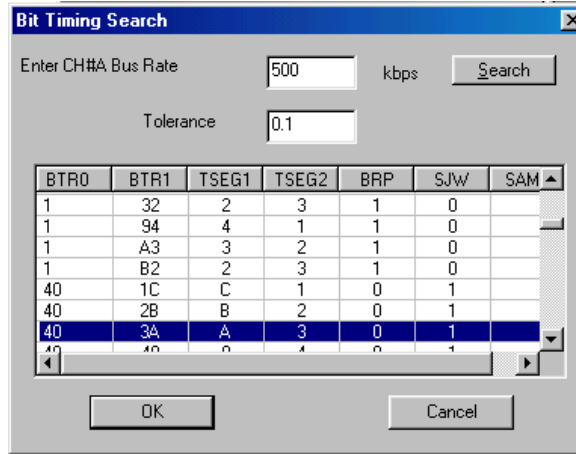 Bit Timing Search
Enter CH#A Bus Rate 500 kbps Search
Tolerance 0.1
BTR0 BTR1 TSEG1 TSEG2 BRP SJW SAM
1 32 2 3 1 0
1 94 4 1 1 0
1 A3 3 2 1 0
1 B2 2 3 1 0
40 1C C 1 0 1
40 2B B 2 0 1
40 3A A 3 0 1
OK Cancel